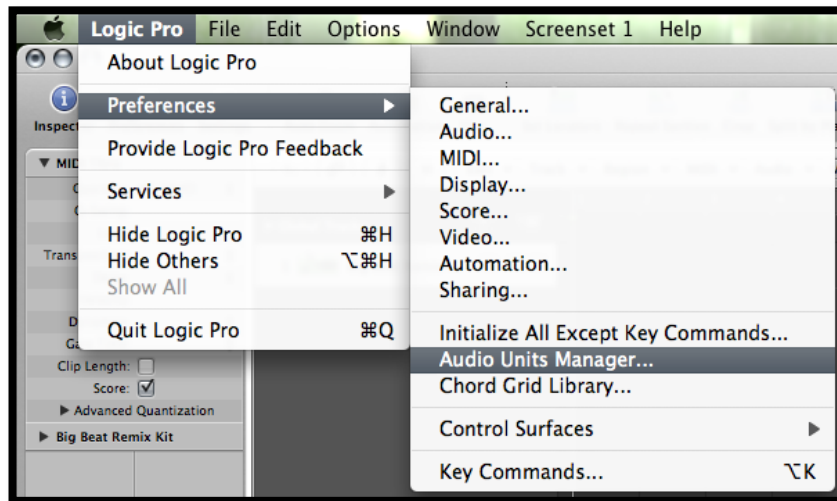 Logic Pro File Edit Options Window Screenset 1 Help
About Logic Pro
Preferences
Provide Logic Pro Feedback
Services
Hide Logic Pro ⌘H
Hide Others ⌥⌘H
Show All
Quit Logic Pro ⌘Q
General...
Audio...
MIDI...
Display...
Score...
Video...
Automation...
Sharing...
Initialize All Except Key Commands...
Audio Units Manager...
Chord Grid Library...
Control Surfaces
Key Commands... ⌥K
Clip Length:
Score:
Advanced Quantization
Big Beat Remix Kit